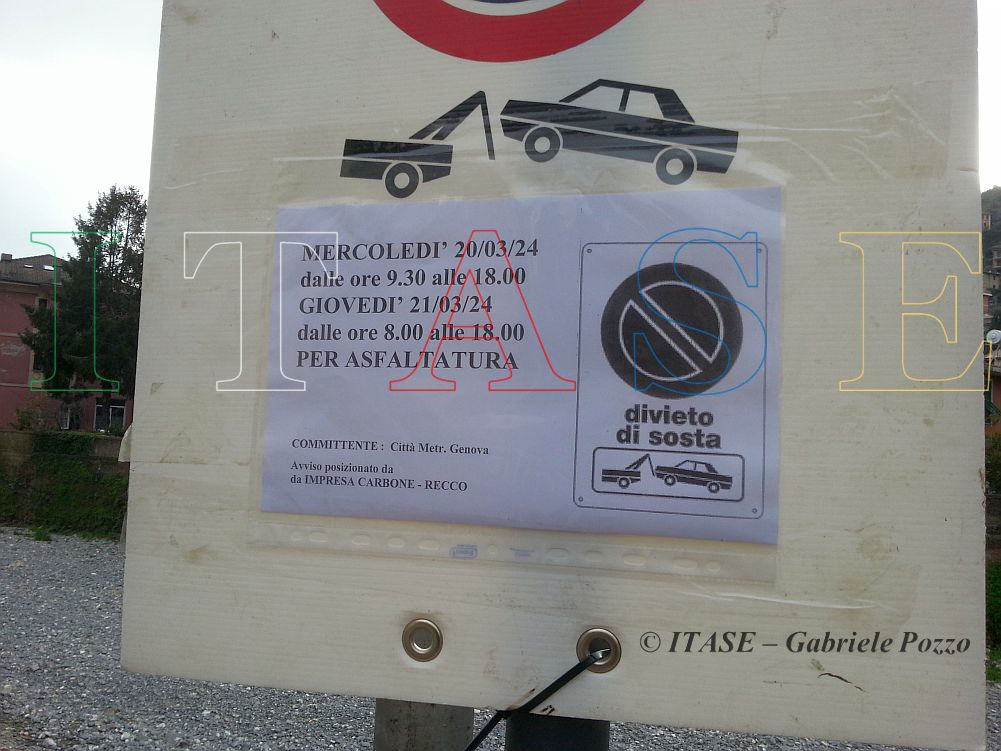 MERCOLEDI’ 20/03/24
dalle ore 9.30 alle 18.00
GIOVEDI’ 21/03/24
dalle ore 8.00 alle 18.00
PER ASFALTATURA
COMMITTENTE : Città Metr. Genova
Avviso posizionato da
da IMPRESA CARBONE - RECCO
divieto
di sosta
ITASE
© ITASE – Gabriele Pozzo